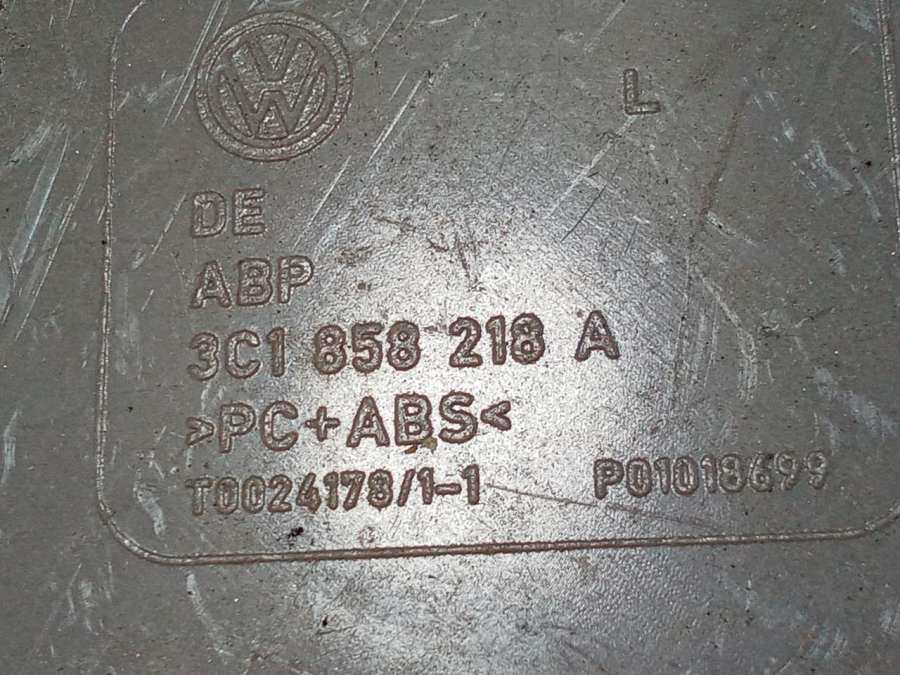 L
DE
ABP
3C1 858 218 A
>PC+ABS<
T0024178/1-1 P01018699